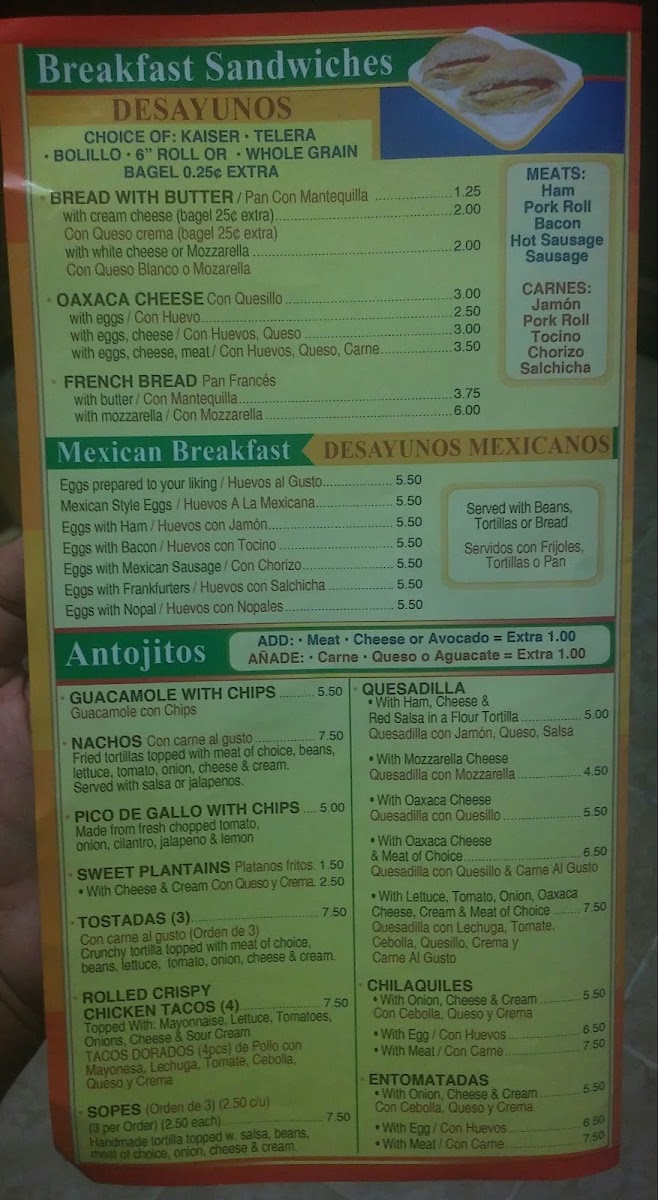 Breakfast Sandwiches
DESAYUNOS
CHOICE OF: KAISER • TELERA
• BOLILLO • 6" ROLL OR • WHOLE GRAIN
BAGEL 0.25¢ EXTRA
• BREAD WITH BUTTER / Pan Con Mantequilla ..................1.25
with cream cheese (bagel 25¢ extra)..........................................2.00
Con Queso crema (bagel 25¢ extra)
with white cheese or Mozzarella ................................................2.00
Con Queso Blanco o Mozarella
• OAXACA CHEESE Con Quesillo .......................................3.00
with eggs / Con Huevo............................................................2.50
with eggs, cheese / Con Huevos, Queso ....................................3.00
with eggs, cheese, meat / Con Huevos, Queso, Carne.................3.50
• FRENCH BREAD Pan Francés
with butter / Con Mantequilla...................................................3.75
with mozzarella / Con Mozzarella ............................................6.00
MEATS:
Ham
Pork Roll
Bacon
Hot Sausage
Sausage
CARNES:
Jamón
Pork Roll
Tocino
Chorizo
Salchicha
Mexican Breakfast
DESAYUNOS MEXICANOS
Eggs prepared to your liking / Huevos al Gusto.................... 5.50
Mexican Style Eggs / Huevos A La Mexicana...................... 5.50
Eggs with Ham / Huevos con Jamón.................................. 5.50
Eggs with Bacon / Huevos con Tocino ............................... 5.50
Eggs with Mexican Sausage / Con Chorizo......................... 5.50
Eggs with Frankfurters / Huevos con Salchicha .................. 5.50
Eggs with Nopal / Huevos con Nopales.............................. 5.50
Served with Beans,
Tortillas or Bread
Servidos con Frijoles,
Tortillas o Pan
Antojitos
ADD: • Meat • Cheese or Avocado = Extra 1.00
AÑADE: • Carne • Queso o Aguacate = Extra 1.00
• GUACAMOLE WITH CHIPS ......... 5.50
Guacamole con Chips
• NACHOS Con carne al gusto................ 7.50
Fried tortillas topped with meat of choice, beans,
lettuce, tomato, onion, cheese & cream.
Served with salsa or jalapenos.
• PICO DE GALLO WITH CHIPS .... 5.00
Made from fresh chopped tomato,
onion, cilantro, jalapeño & lemon
• SWEET PLANTAINS Platanos fritos. 1.50
• With Cheese & Cream Con Queso y Crema. 2.50
• TOSTADAS (3)................................. 7.50
Con carne al gusto (Orden de 3)
Crunchy tortilla topped with meat of choice,
beans, lettuce, tomato, onion, cheese & cream.
• ROLLED CRISPY
CHICKEN TACOS (4)..................... 7.50
Topped With: Mayonnaise, Lettuce, Tomatoes,
Onions, Cheese & Sour Cream
TACOS DORADOS (4pcs) de Pollo con
Mayonesa, Lechuga, Tomate, Cebolla,
Queso y Crema
• SOPES (Orden de 3) (2.50 c/u)
(3 per Order) (2.50 each)........................... 7.50
Handmade tortilla topped w. salsa, beans,
meat of choice, onion, cheese & cream.
• QUESADILLA
• With Ham, Cheese &
Red Salsa in a Flour Tortilla ................ 5.00
Quesadilla con Jamón, Queso, Salsa
• With Mozzarella Cheese
Quesadilla con Mozzarella ................. 4.50
• With Oaxaca Cheese
Quesadilla con Quesillo ..................... 5.50
• With Oaxaca Cheese
& Meat of Choice.............................. 6.50
Quesadilla con Quesillo & Carne Al Gusto
• With Lettuce, Tomato, Onion, Oaxaca
Cheese, Cream & Meat of Choice ....... 7.50
Quesadilla con Lechuga, Tomate,
Cebolla, Quesillo, Crema y
Carne Al Gusto
• CHILAQUILES
• With Onion, Cheese & Cream .......... 5.50
Con Cebolla, Queso y Crema
• With Egg / Con Huevos.................... 6.50
• With Meat / Con Carne.................... 7.50
• ENTOMATADAS
• With Onion, Cheese & Cream.......... 5.50
Con Cebolla, Queso y Crema
• With Egg / Con Huevos................... 6.50
• With Meat / Con Carne................... 7.50